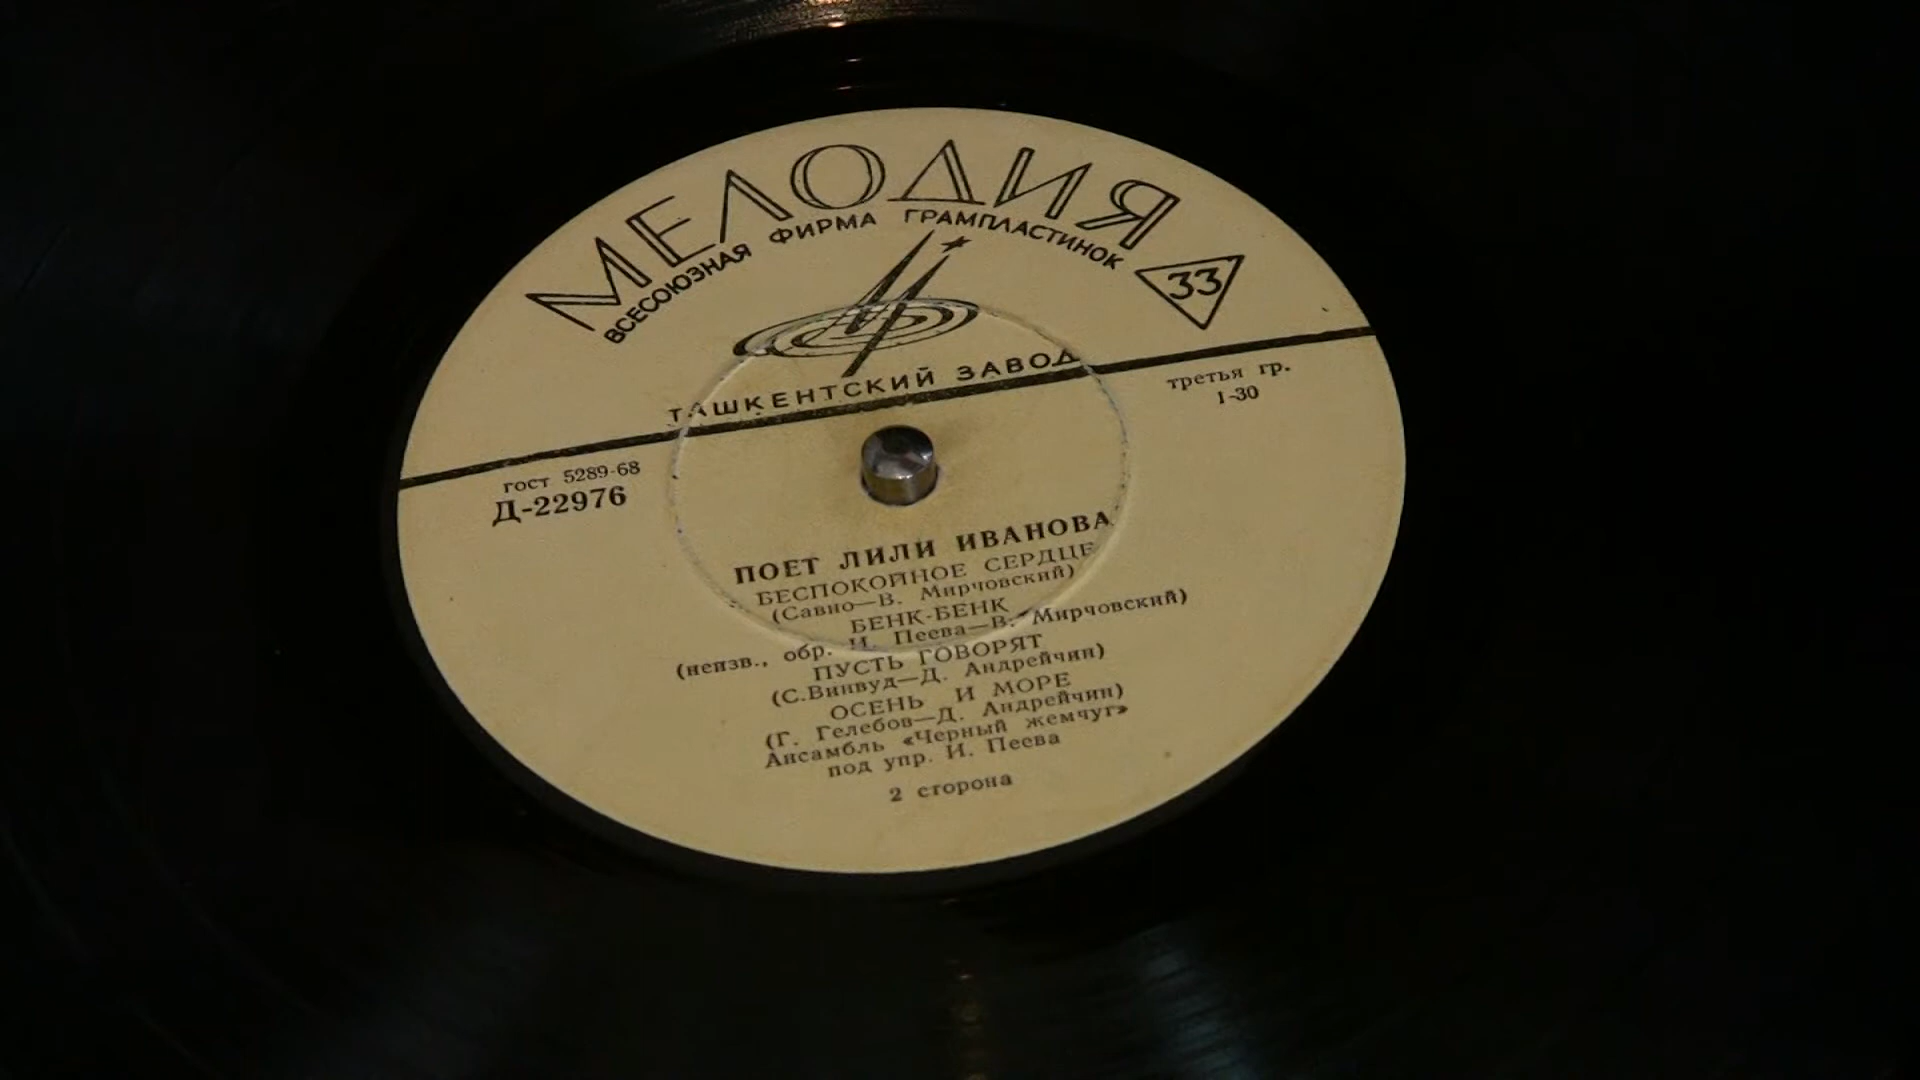 МЕЛОДИЯ
ВСЕСОЮЗНАЯ ФИРМА ГРАМПЛАСТИНОК
33
ТАШКЕНТСКИЙ ЗАВОД
третья гр.
1-30
гост 5289-68
Д-22976
ПОЕТ ЛИЛИ ИВАНОВА
БЕСПОКОЙНОЕ СЕРДЦЕ
(Савио—В. Мирчовский)
БЕНК-БЕНК
(неизв., обр. И. Пеева—В. Мирчовский)
ПУСТЬ ГОВОРЯТ
(С.Винвуд—Д. Андрейчин)
ОСЕНЬ И МОРЕ
(Г. Гелебов—Д. Андрейчин)
Ансамбль «Черный жемчуг»
под упр. И. Пеева
2 сторона